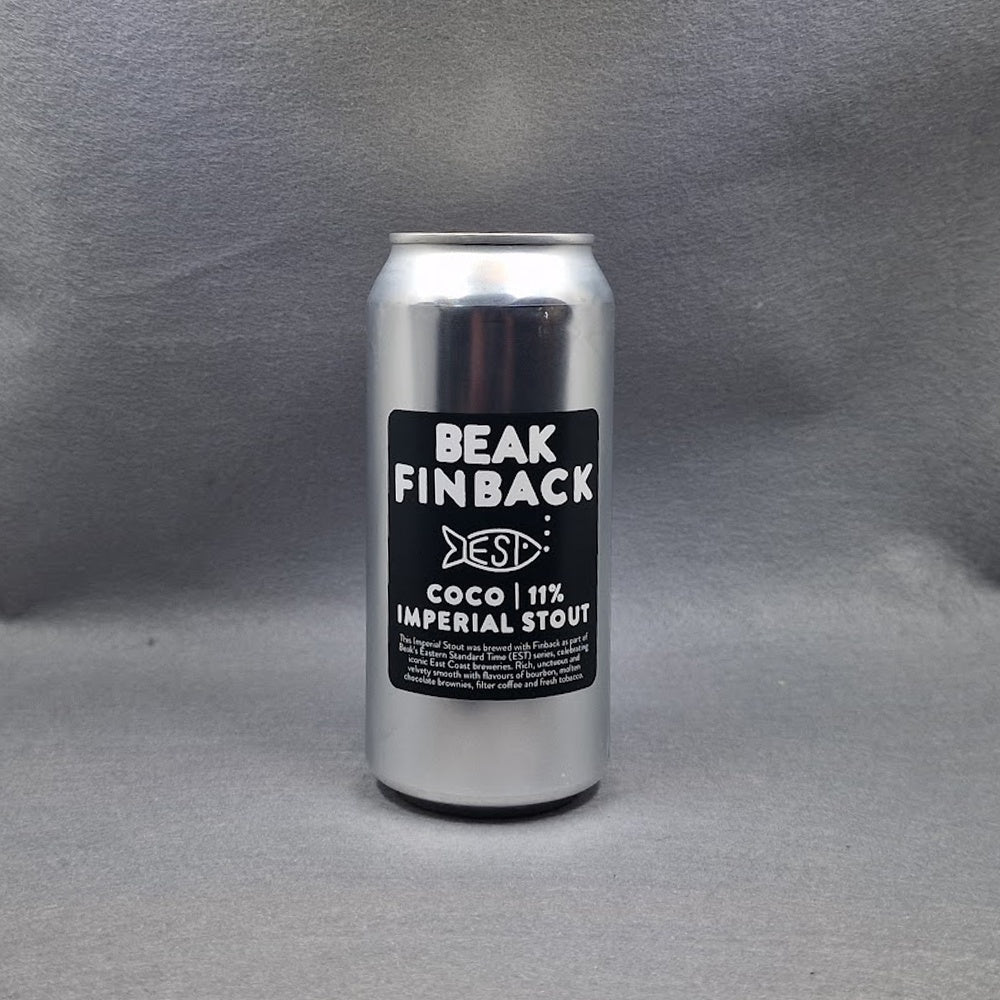 BEAK
FINBACK
EST
COCO | 11%
IMPERIAL STOUT
This Imperial Stout was brewed with Finback as part of
Beak's Eastern Standard Time (EST) series, celebrating
iconic East Coast breweries. Rich, unctuous and
velvety smooth with flavours of bourbon, molten
chocolate brownies, filter coffee and fresh tobacco.